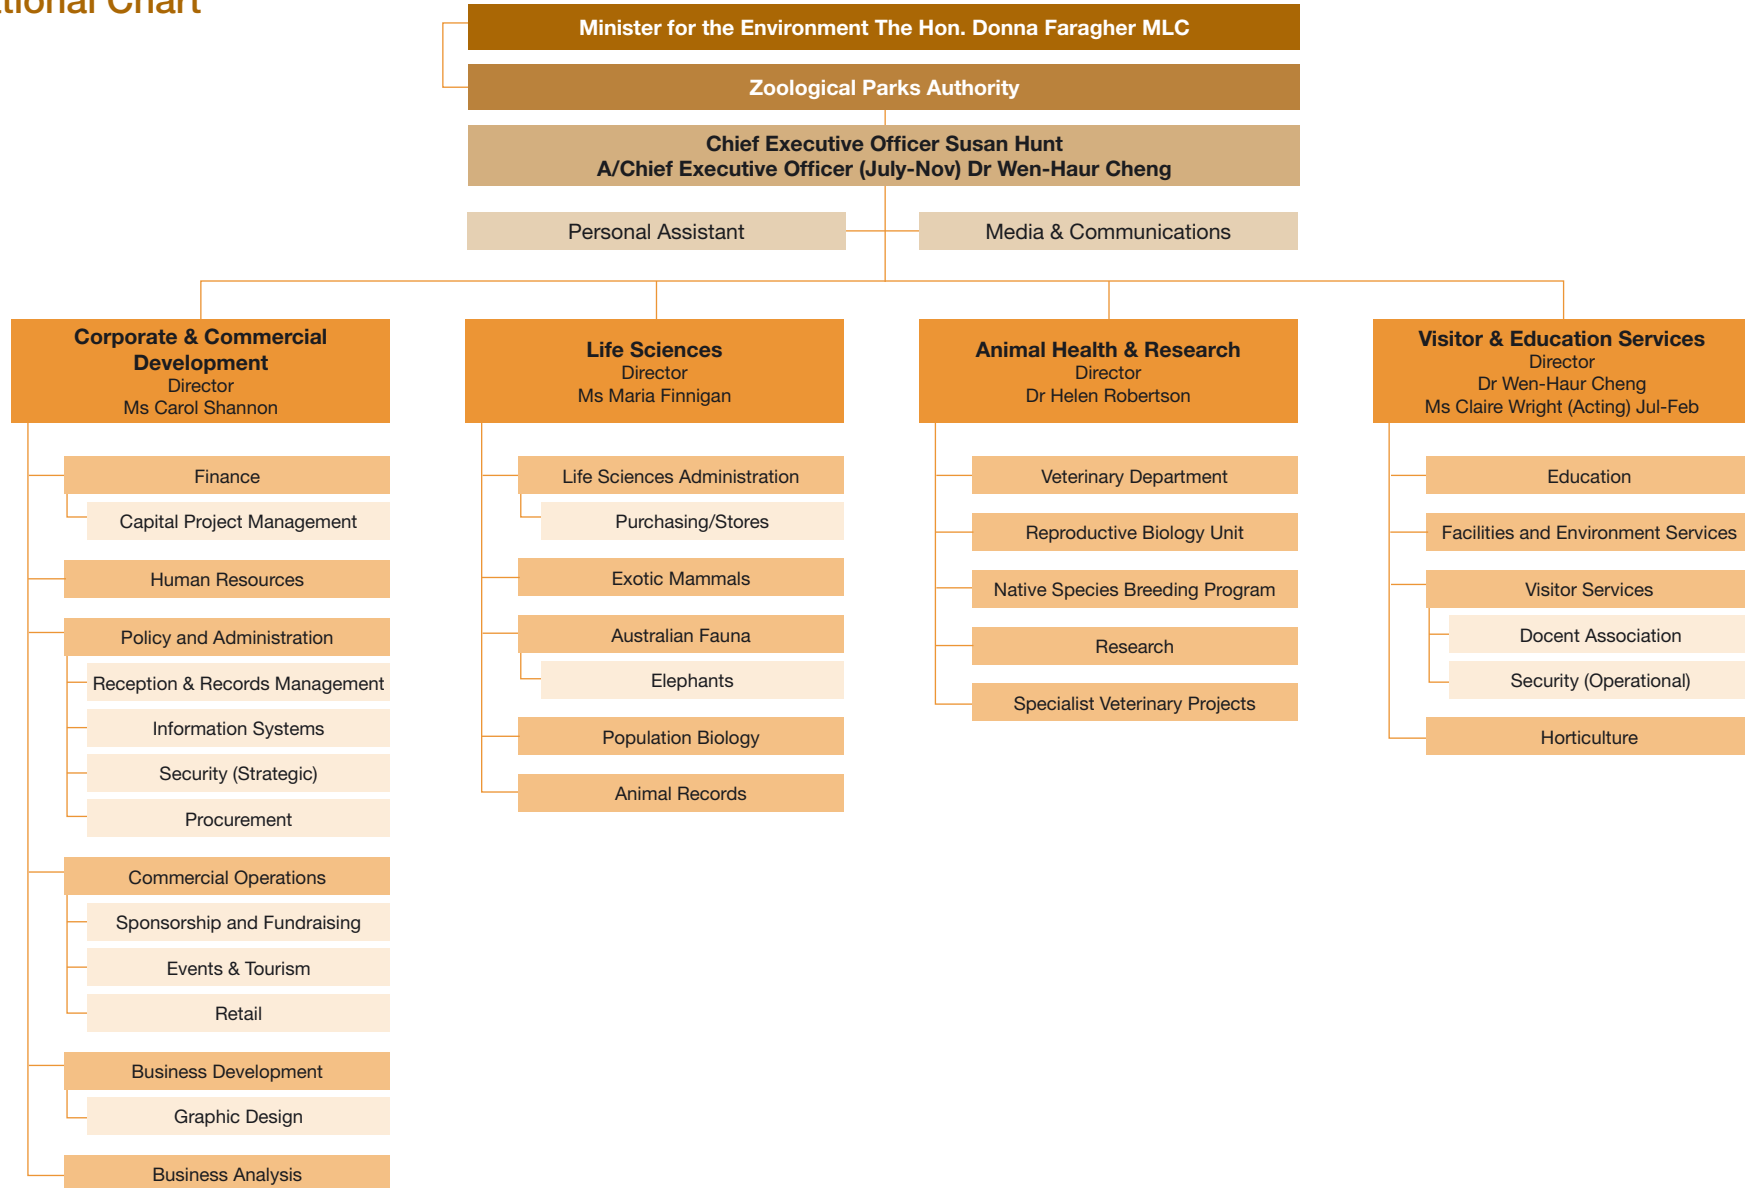 ational Chart
Minister for the Environment The Hon. Donna Faragher MLC
Zoological Parks Authority
Chief Executive Officer Susan Hunt
A/Chief Executive Officer (July-Nov) Dr Wen-Haur Cheng
Personal Assistant
Media & Communications
Corporate & Commercial
Development
Director
Ms Carol Shannon
Finance
Capital Project Management
Human Resources
Policy and Administration
Reception & Records Management
Information Systems
Security (Strategic)
Procurement
Commercial Operations
Sponsorship and Fundraising
Events & Tourism
Retail
Business Development
Graphic Design
Business Analysis
Life Sciences
Director
Ms Maria Finnigan
Life Sciences Administration
Purchasing/Stores
Exotic Mammals
Australian Fauna
Elephants
Population Biology
Animal Records
Animal Health & Research
Director
Dr Helen Robertson
Veterinary Department
Reproductive Biology Unit
Native Species Breeding Program
Research
Specialist Veterinary Projects
Visitor & Education Services
Director
Dr Wen-Haur Cheng
Ms Claire Wright (Acting) Jul-Feb
Education
Facilities and Environment Services
Visitor Services
Docent Association
Security (Operational)
Horticulture